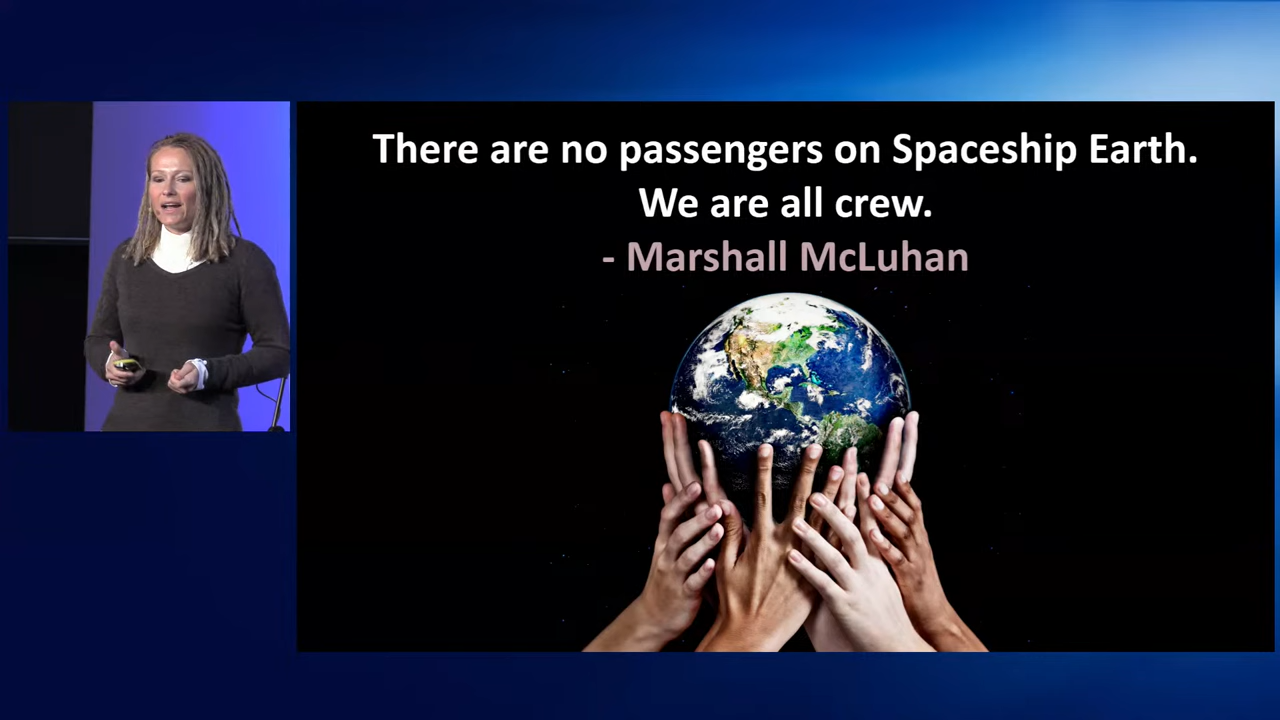 There are no passengers on Spaceship Earth.
We are all crew.
- Marshall McLuhan